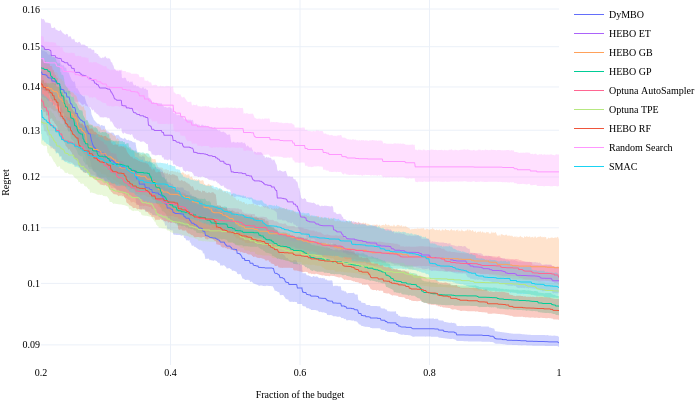 0.16
0.15
0.14
0.13
0.12
0.11
0.1
0.09
Regret
0.2
0.4
0.6
0.8
1
Fraction of the budget
DyMBO
HEBO ET
HEBO GB
HEBO GP
Optuna AutoSampler
Optuna TPE
HEBO RF
Random Search
SMAC